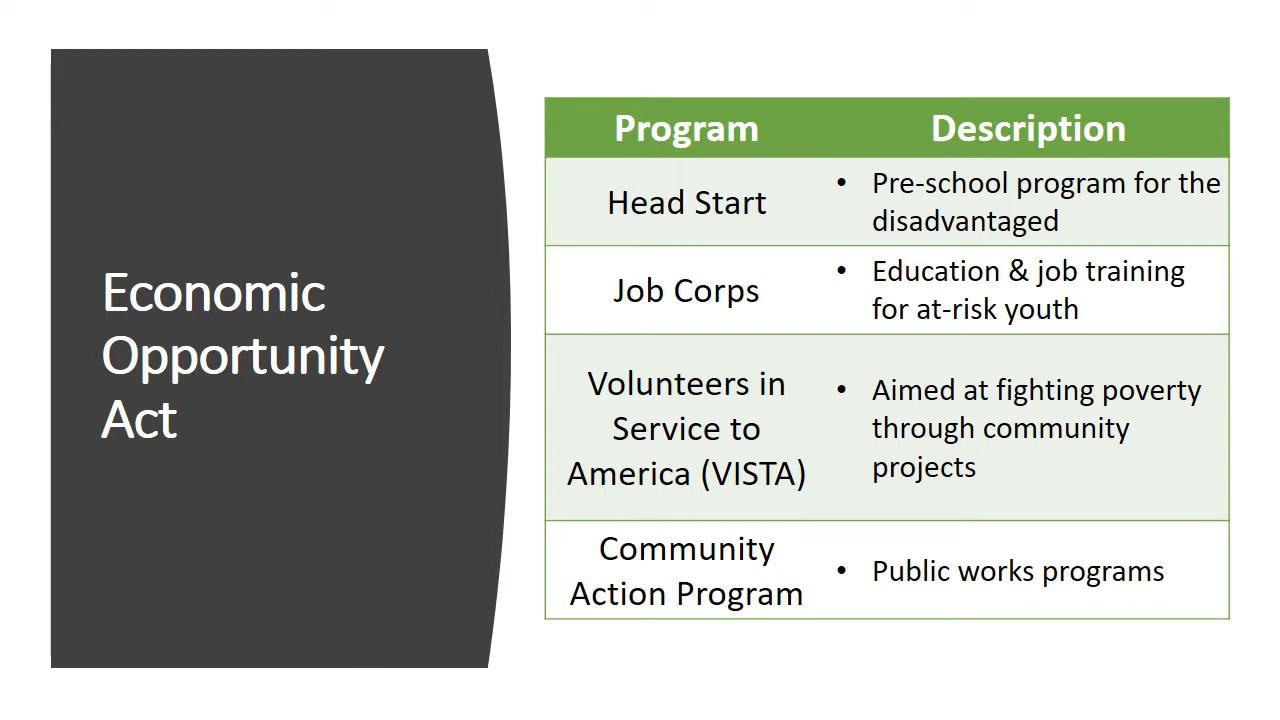 Economic
Opportunity
Act
Program Description
Head Start
• Pre-school program for the
disadvantaged
Job Corps
• Education & job training
for at-risk youth
Volunteers in
Service to
America (VISTA)
• Aimed at fighting poverty
through community
projects
Community
Action Program
• Public works programs